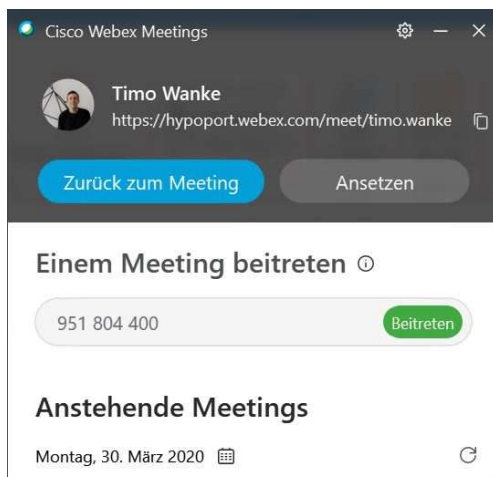 Cisco Webex Meetings
Timo Wanke
https://hypoport.webex.com/meet/timo.wanke
Zurück zum Meeting
Ansetzen
Einem Meeting beitreten
951 804 400
Beitreten
Anstehende Meetings
Montag, 30. März 2020